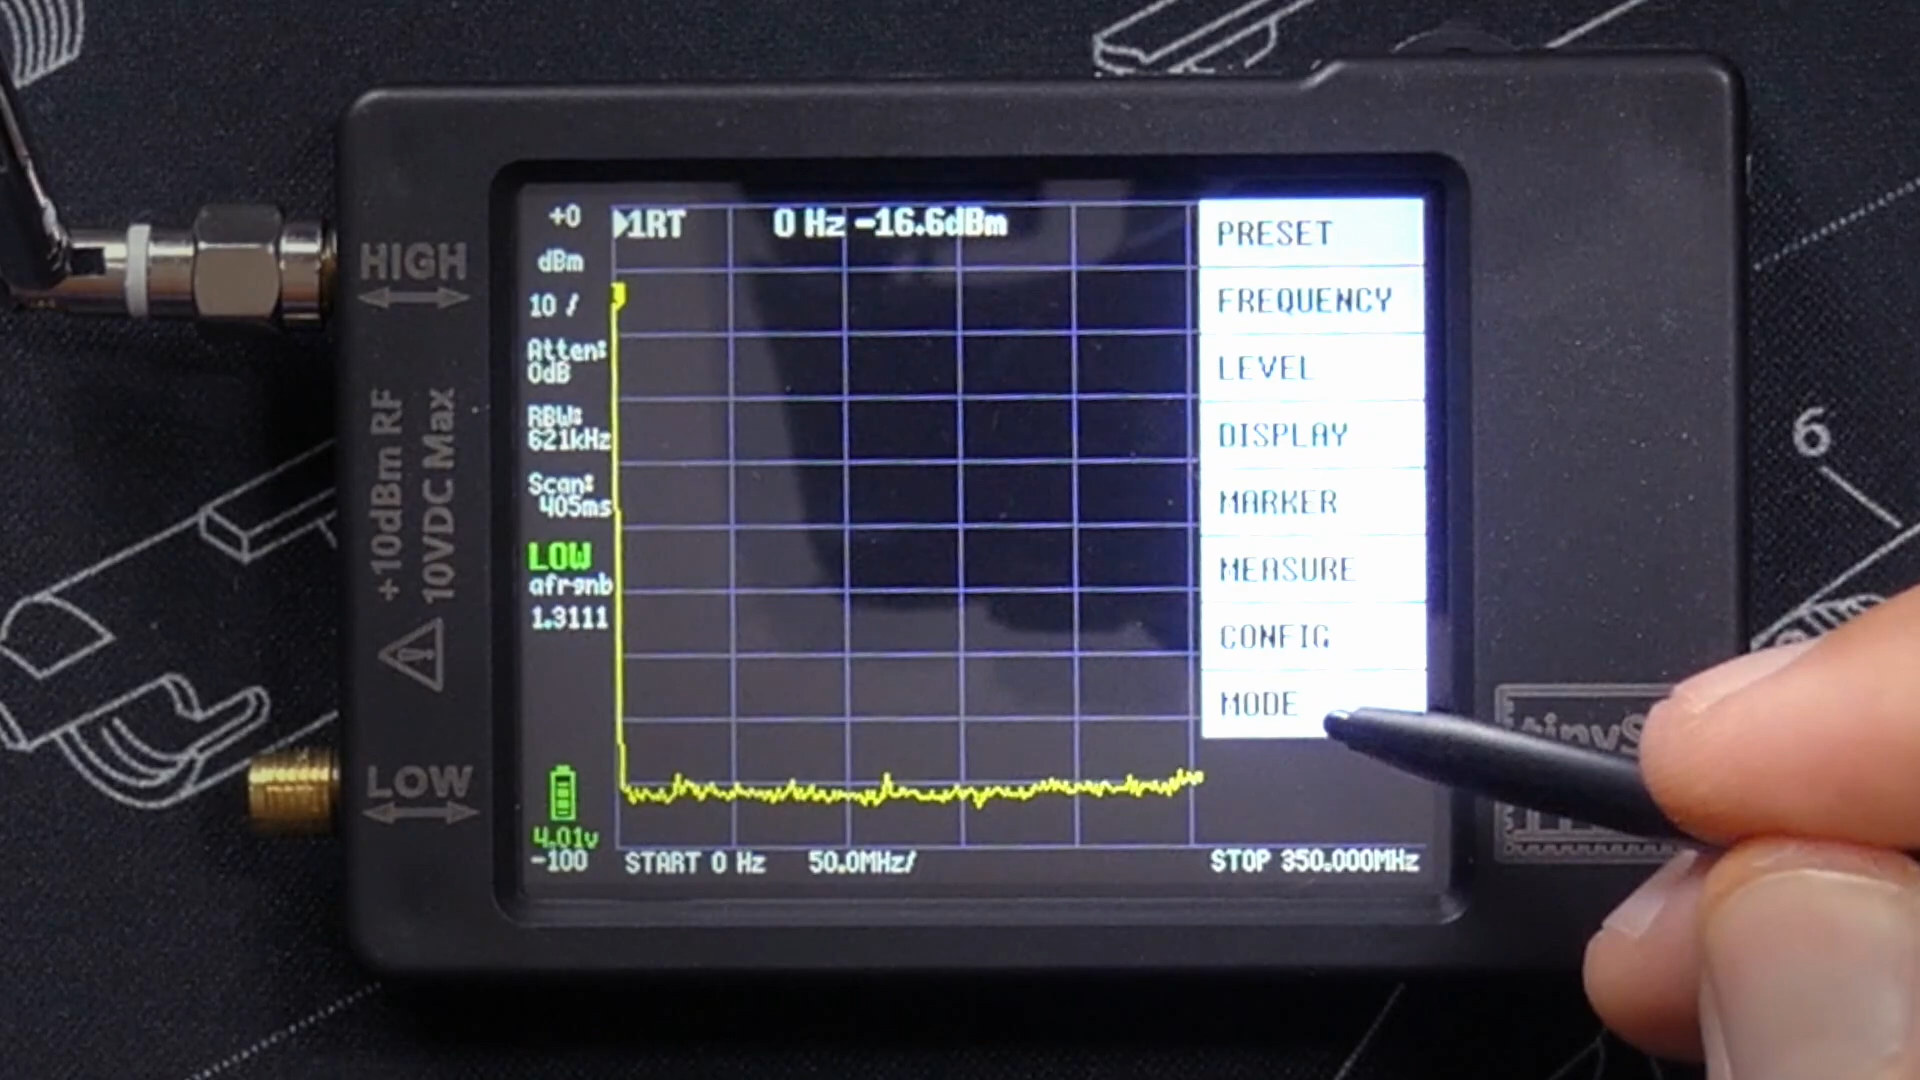 HIGH
+10dBm RF
10VDC Max
LOW
+0
dBm
10 /
Atten:
0dB
RBW:
621kHz
Scan:
405ms
LOW
afrgnb
1.3111
4.01v
-100
1RT 0 Hz -16.6dBm
START 0 Hz 50.0MHz/ STOP 350.000MHz
PRESET
FREQUENCY
LEVEL
DISPLAY
MARKER
MEASURE
CONFIG
MODE
tinyS
6